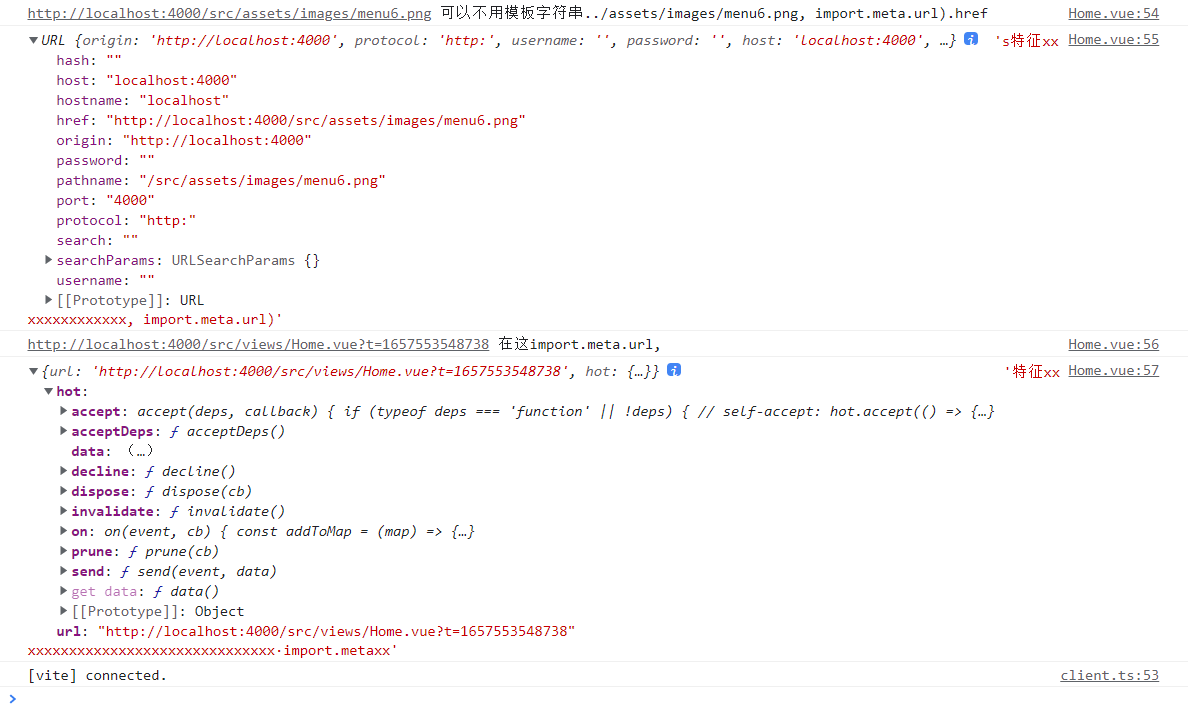 http://localhost:4000/src/assets/images/menu6.png 可以不用模板字符串../assets/images/menu6.png, import.meta.url).href Home.vue:54
▼URL {origin: 'http://localhost:4000', protocol: 'http:', username: '', password: '', host: 'localhost:4000', …} i 's特征xx Home.vue:55
hash: ""
host: "localhost:4000"
hostname: "localhost"
href: "http://localhost:4000/src/assets/images/menu6.png"
origin: "http://localhost:4000"
password: ""
pathname: "/src/assets/images/menu6.png"
port: "4000"
protocol: "http:"
search: ""
▶searchParams: URLSearchParams {}
username: ""
▶[[Prototype]]: URL
xxxxxxxxxxxx, import.meta.url)'
http://localhost:4000/src/views/Home.vue?t=1657553548738 在这import.meta.url, Home.vue:56
▼{url: 'http://localhost:4000/src/views/Home.vue?t=1657553548738', hot: {…}} i '特征xx Home.vue:57
▼hot:
▶accept: accept(deps, callback) { if (typeof deps === 'function' || !deps) { // self-accept: hot.accept(() => {…}
▶acceptDeps: ƒ acceptDeps()
data: (…)
▶decline: ƒ decline()
▶dispose: ƒ dispose(cb)
▶invalidate: ƒ invalidate()
▶on: on(event, cb) { const addToMap = (map) => {…}
▶prune: ƒ prune(cb)
▶send: ƒ send(event, data)
▶get data: ƒ data()
▶[[Prototype]]: Object
url: "http://localhost:4000/src/views/Home.vue?t=1657553548738"
xxxxxxxxxxxxxxxxxxxxxxxxxxxxxx·import.metaxx'
[vite] connected. client.ts:53